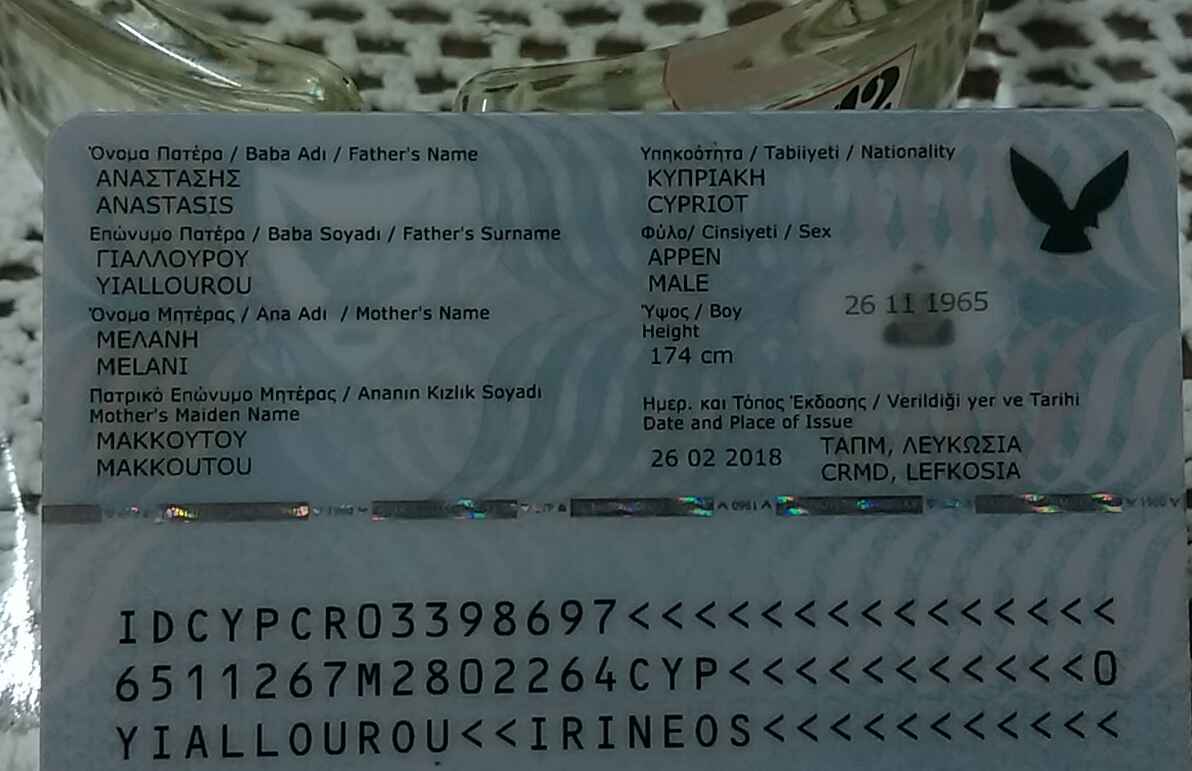 Όνομα Πατέρα / Baba Adı / Father's Name
ΑΝΑΣΤΑΣΗΣ
ANASTASIS
Επώνυμο Πατέρα / Baba Soyadı / Father's Surname
ΓΙΑΛΛΟΥΡΟΥ
YIALLOUROU
Όνομα Μητέρας / Ana Adı / Mother's Name
ΜΕΛΑΝΗ
MELANI
Πατρικό Επώνυμο Μητέρας / Ananın Kızlık Soyadı
Mother's Maiden Name
ΜΑΚΚΟΥΤΟΥ
MAKKOUTOU
Υπηκοότητα / Tabiiyeti / Nationality
ΚΥΠΡΙΑΚΗ
CYPRIOT
Φύλο/ Cinsiyeti / Sex
ΑΡΡΕΝ
MALE
Ύψος / Boy
Height
174 cm
26 11 1965
Ημερ. και Τόπος Έκδοσης / Verildiği yer ve Tarihi
Date and Place of Issue
26 02 2018
ΤΑΠΜ, ΛΕΥΚΩΣΙΑ
CRMD, LEFKOSIA
IDCYPCR03398697<<<<<<<<<<<<<<<
6511267M2802264CYP<<<<<<<<<<<0
YIALLOUROU<<IRINEOS<<<<<<<<<<<